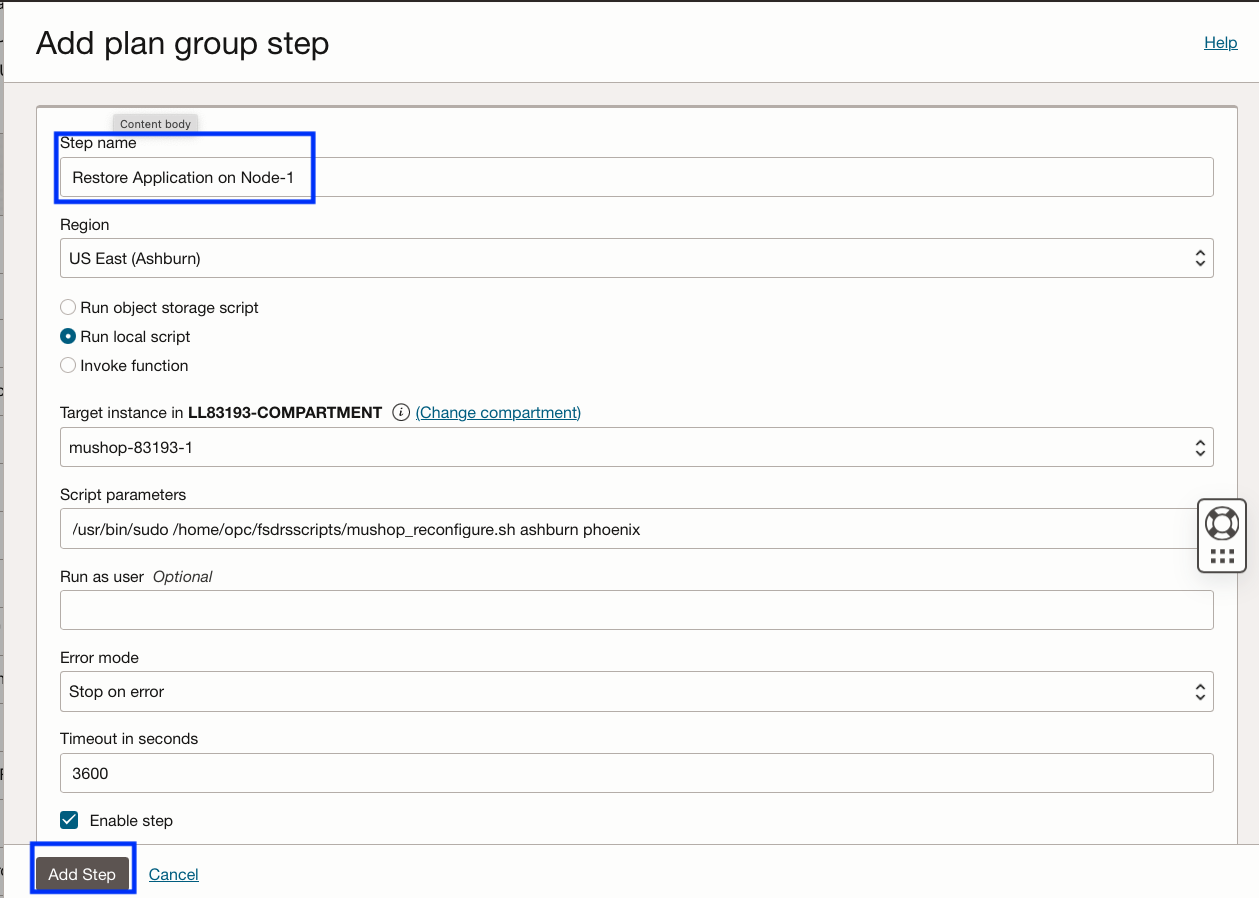 Add plan group step
Help
Content body
Step name
Restore Application on Node-1
Region
US East (Ashburn)
Run object storage script
Run local script
Invoke function
Target instance in LL83193-COMPARTMENT i (Change compartment)
mushop-83193-1
Script parameters
/usr/bin/sudo /home/opc/fsdrsscripts/mushop_reconfigure.sh ashburn phoenix
Run as user Optional
Error mode
Stop on error
Timeout in seconds
3600
Enable step
Add Step Cancel